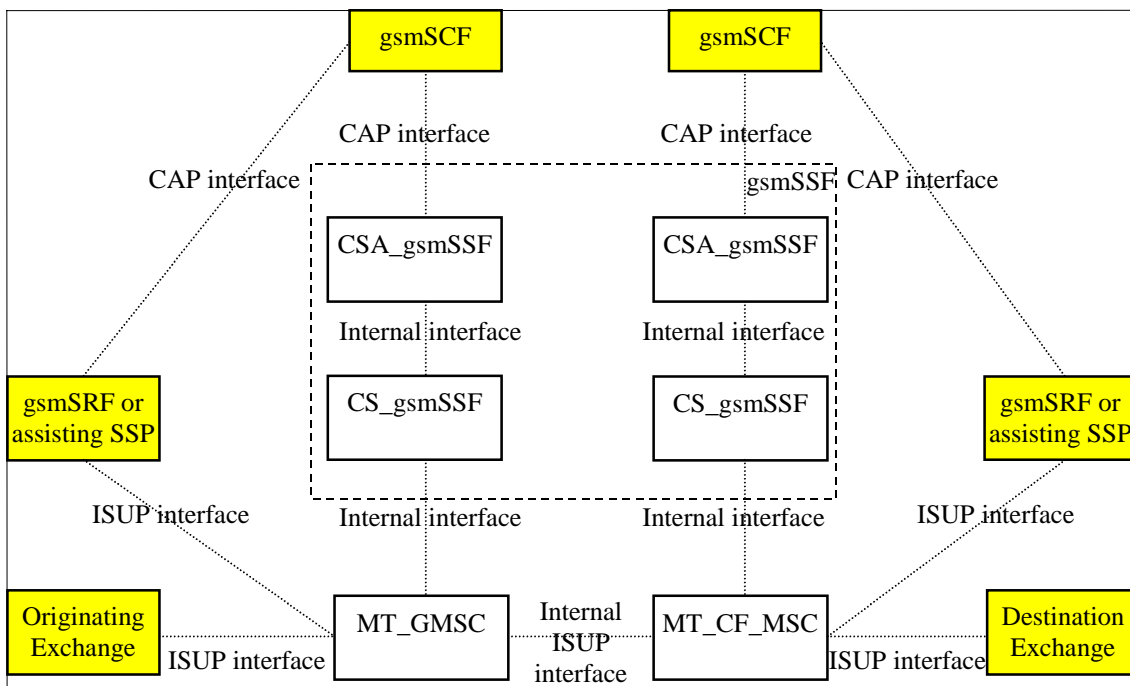 gsmSCF
gsmSCF
CAP interface
CAP interface
CAP interface
gsmSSF
CAP interface
CSA_gsmSSF
CSA_gsmSSF
Internal interface
Internal interface
gsmSRF or
assisting SSP
CS_gsmSSF
CS_gsmSSF
gsmSRF or
assisting SSP
ISUP interface
Internal interface
Internal interface
ISUP interface
Originating
Exchange
ISUP interface
MT_GMSC
Internal
ISUP
interface
MT_CF_MSC
ISUP interface
Destination
Exchange